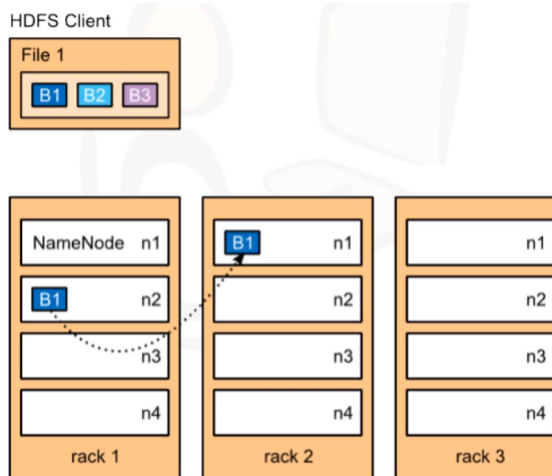 HDFS Client
File 1
B1 B2 B3
NameNode n1
B1 n2
n3
n4
rack 1
B1 n1
n2
n3
n4
rack 2
n1
n2
n3
n4
rack 3